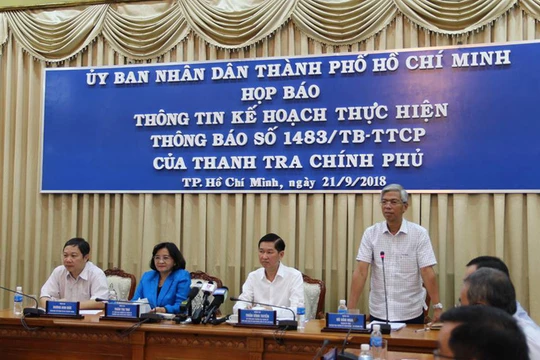 ỦY BAN NHÂN DÂN THÀNH PHỐ HỒ CHÍ MINH
HỌP BÁO
THÔNG TIN KẾ HOẠCH THỰC HIỆN
THÔNG BÁO SỐ 1483/TB-TTCP
CỦA THANH TRA CHÍNH PHỦ
TP. Hồ Chí Minh, ngày 21/9/2018